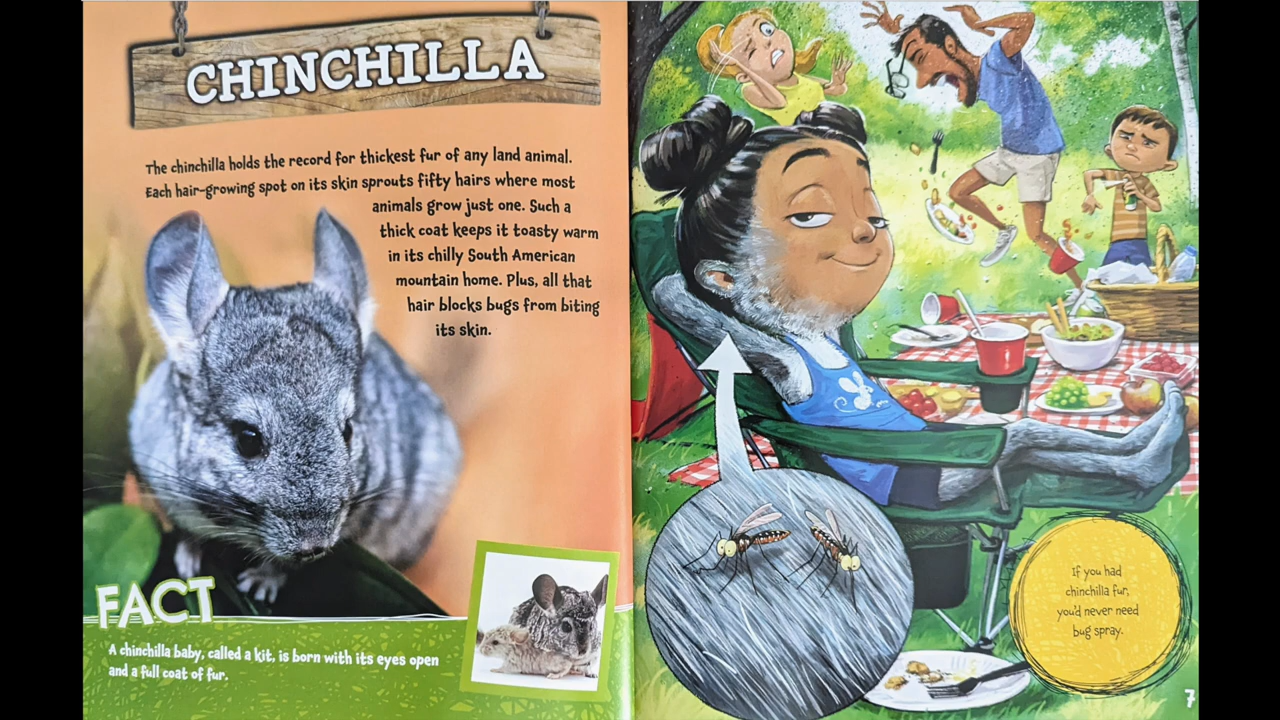 CHINCHILLA
The chinchilla holds the record for thickest fur of any land animal.
Each hair-growing spot on its skin sprouts fifty hairs where most
animals grow just one. Such a
thick coat keeps it toasty warm
in its chilly South American
mountain home. Plus, all that
hair blocks bugs from biting
its skin.
FACT
A chinchilla baby, called a kit, is born with its eyes open
and a full coat of fur.
If you had
chinchilla fur,
you'd never need
bug spray.
7